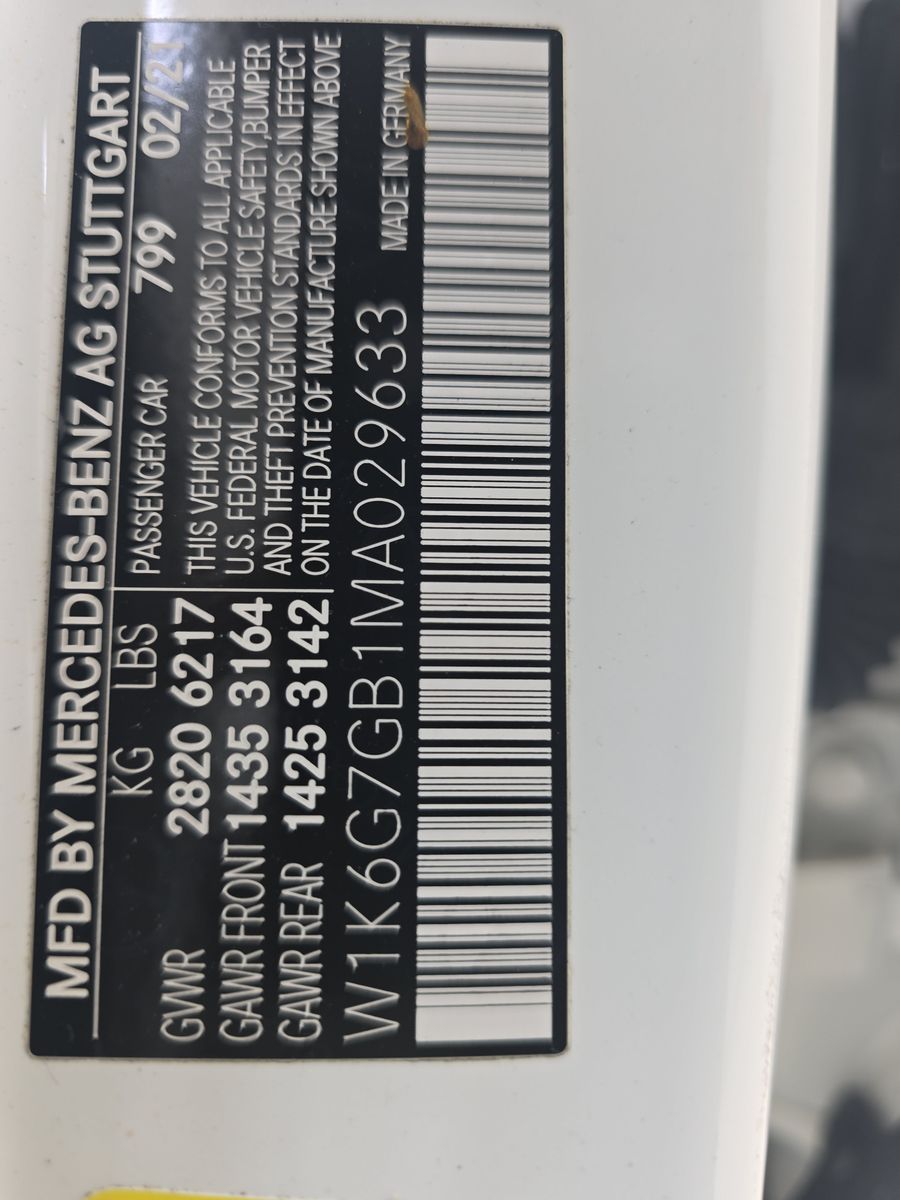 MFD BY MERCEDES-BENZ AG STUTTGART
KG LBS
GVWR 2820 6217
GAWR FRONT 1435 3164
GAWR REAR 1425 3142
PASSENGER CAR 799 02/21
THIS VEHICLE CONFORMS TO ALL APPLICABLE
U.S. FEDERAL MOTOR VEHICLE SAFETY,BUMPER
AND THEFT PREVENTION STANDARDS IN EFFECT
ON THE DATE OF MANUFACTURE SHOWN ABOVE
W1K6G7GB1MA029633
MADE IN GERMANY